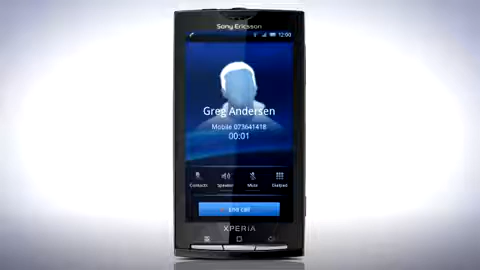 Sony Ericsson
12:00
Greg Andersen
Mobile 073641418
00:01
Contacts Speaker Mute Dialpad
End call
XPERIA